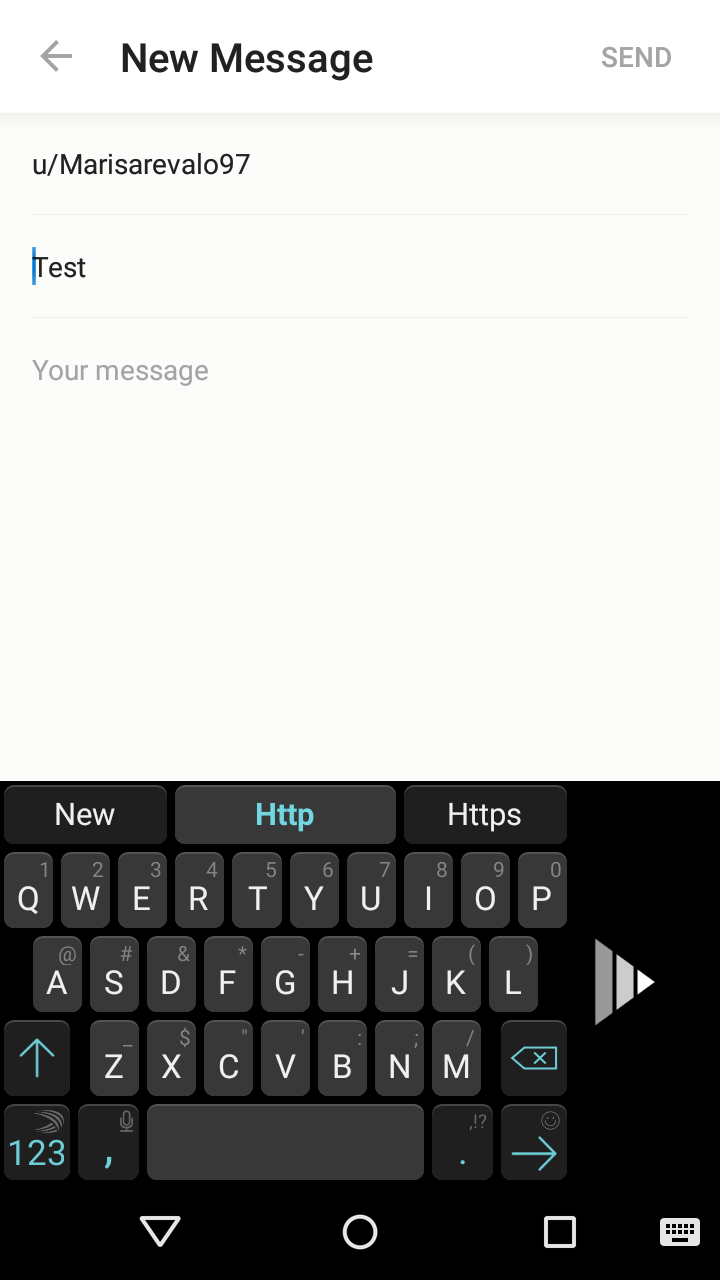 New Message SEND
u/Marisarevalo97
Test
Your message
New Http Https
1 2 3 4 5 6 7 8 9 0
Q W E R T Y U I O P
@ # & * - + = ( )
A S D F G H J K L
_ $ " ' : ; /
Z X C V B N M
,!?
123 , .